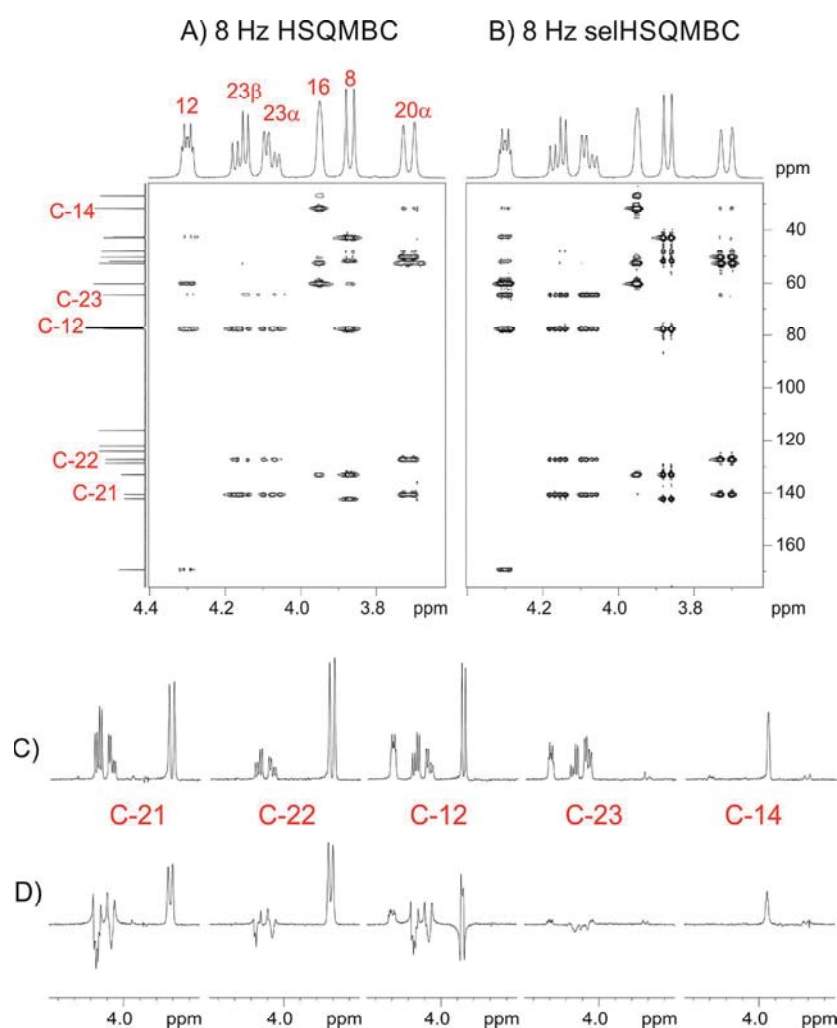 A) 8 Hz HSQMBC
B) 8 Hz selHSQMBC
12
23β
23α
16
8
20α
ppm
C-14
C-23
C-12
C-22
C-21
40
60
80
100
120
140
160
4.4
4.2
4.0
3.8
ppm
4.2
4.0
3.8
ppm
C)
C-21
C-22
C-12
C-23
C-14
D)
4.0
ppm
4.0
ppm
4.0
ppm
4.0
ppm
4.0
ppm